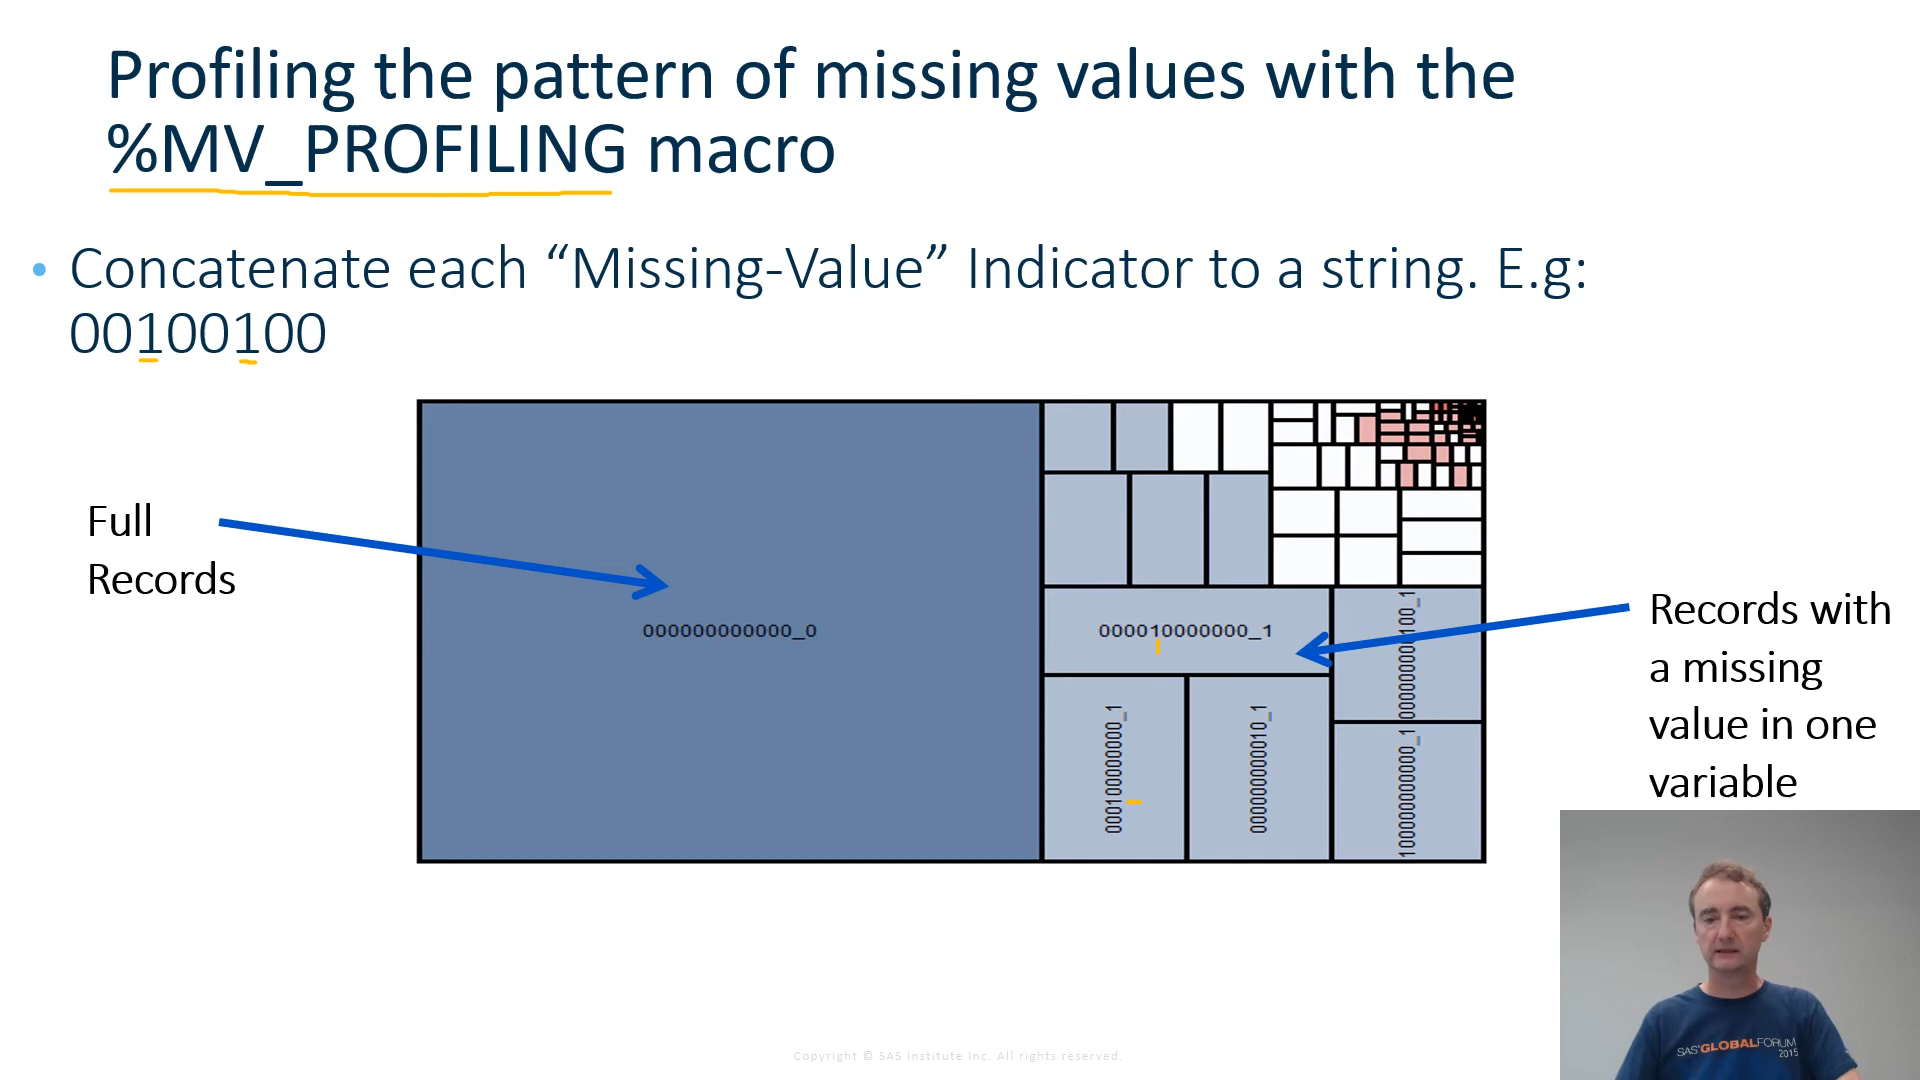 Profiling the pattern of missing values with the
%MV_PROFILING macro
• Concatenate each “Missing-Value” Indicator to a string. E.g:
00100100
Full
Records
000000000000_0
000010000000_1
000100000000_1
000000000010_1
000000000100_1
100000000000_1
Records with
a missing
value in one
variable
SAS® GLOBAL FORUM
2015
Copyright © SAS Institute Inc. All rights reserved.